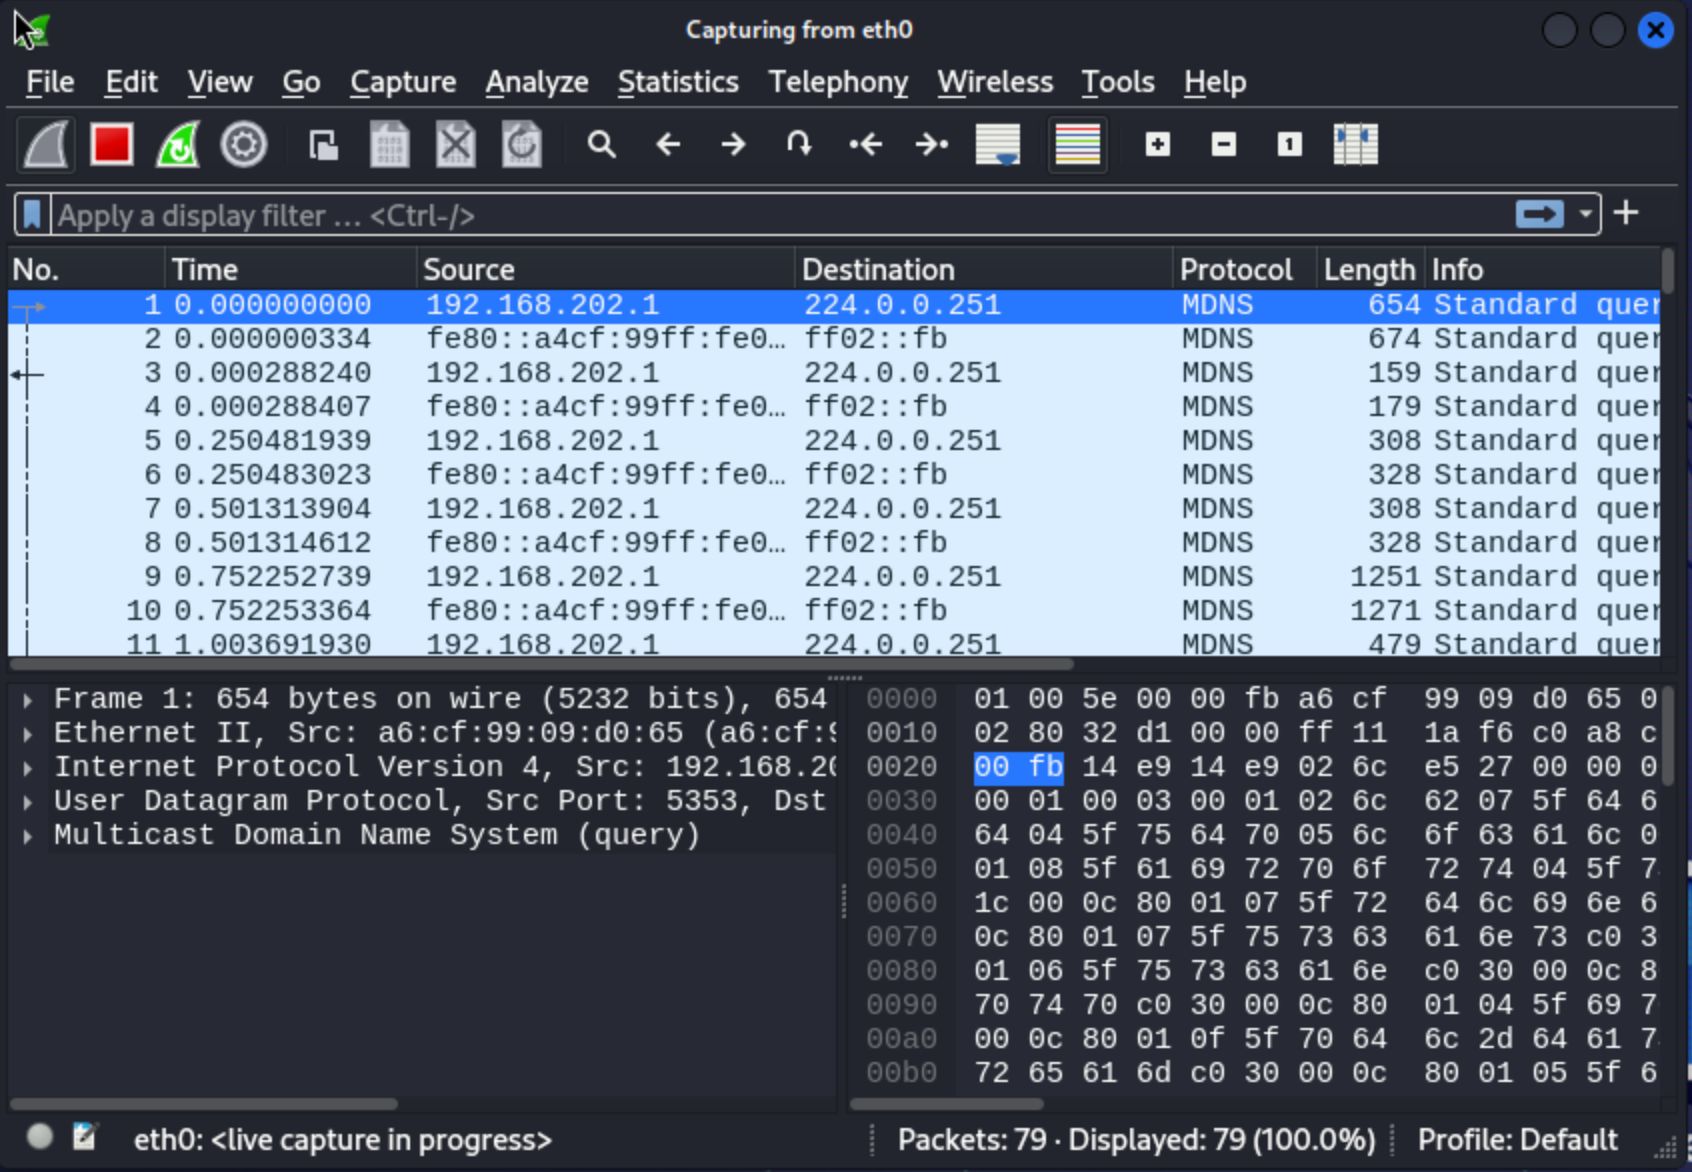 Capturing from eth0
File Edit View Go Capture Analyze Statistics Telephony Wireless Tools Help
Apply a display filter … <Ctrl-/>
No. Time Source Destination Protocol Length Info
1 0.000000000 192.168.202.1 224.0.0.251 MDNS 654 Standard quer
2 0.000000334 fe80::a4cf:99ff:fe0… ff02::fb MDNS 674 Standard quer
3 0.000288240 192.168.202.1 224.0.0.251 MDNS 159 Standard quer
4 0.000288407 fe80::a4cf:99ff:fe0… ff02::fb MDNS 179 Standard quer
5 0.250481939 192.168.202.1 224.0.0.251 MDNS 308 Standard quer
6 0.250483023 fe80::a4cf:99ff:fe0… ff02::fb MDNS 328 Standard quer
7 0.501313904 192.168.202.1 224.0.0.251 MDNS 308 Standard quer
8 0.501314612 fe80::a4cf:99ff:fe0… ff02::fb MDNS 328 Standard quer
9 0.752252739 192.168.202.1 224.0.0.251 MDNS 1251 Standard quer
10 0.752253364 fe80::a4cf:99ff:fe0… ff02::fb MDNS 1271 Standard quer
11 1.003691930 192.168.202.1 224.0.0.251 MDNS 479 Standard quer
Frame 1: 654 bytes on wire (5232 bits), 654
Ethernet II, Src: a6:cf:99:09:d0:65 (a6:cf:9
Internet Protocol Version 4, Src: 192.168.20
User Datagram Protocol, Src Port: 5353, Dst
Multicast Domain Name System (query)
0000 01 00 5e 00 00 fb a6 cf 99 09 d0 65 0
0010 02 80 32 d1 00 00 ff 11 1a f6 c0 a8 c
0020 00 fb 14 e9 14 e9 02 6c e5 27 00 00 0
0030 00 01 00 03 00 01 02 6c 62 07 5f 64 6
0040 64 04 5f 75 64 70 05 6c 6f 63 61 6c 0
0050 01 08 5f 61 69 72 70 6f 72 74 04 5f 7
0060 1c 00 0c 80 01 07 5f 72 64 6c 69 6e 6
0070 0c 80 01 07 5f 75 73 63 61 6e 73 c0 3
0080 01 06 5f 75 73 63 61 6e c0 30 00 0c 8
0090 70 74 70 c0 30 00 0c 80 01 04 5f 69 7
00a0 00 0c 80 01 0f 5f 70 64 6c 2d 64 61 7
00b0 72 65 61 6d c0 30 00 0c 80 01 05 5f 6
eth0: <live capture in progress>
Packets: 79 · Displayed: 79 (100.0%)
Profile: Default